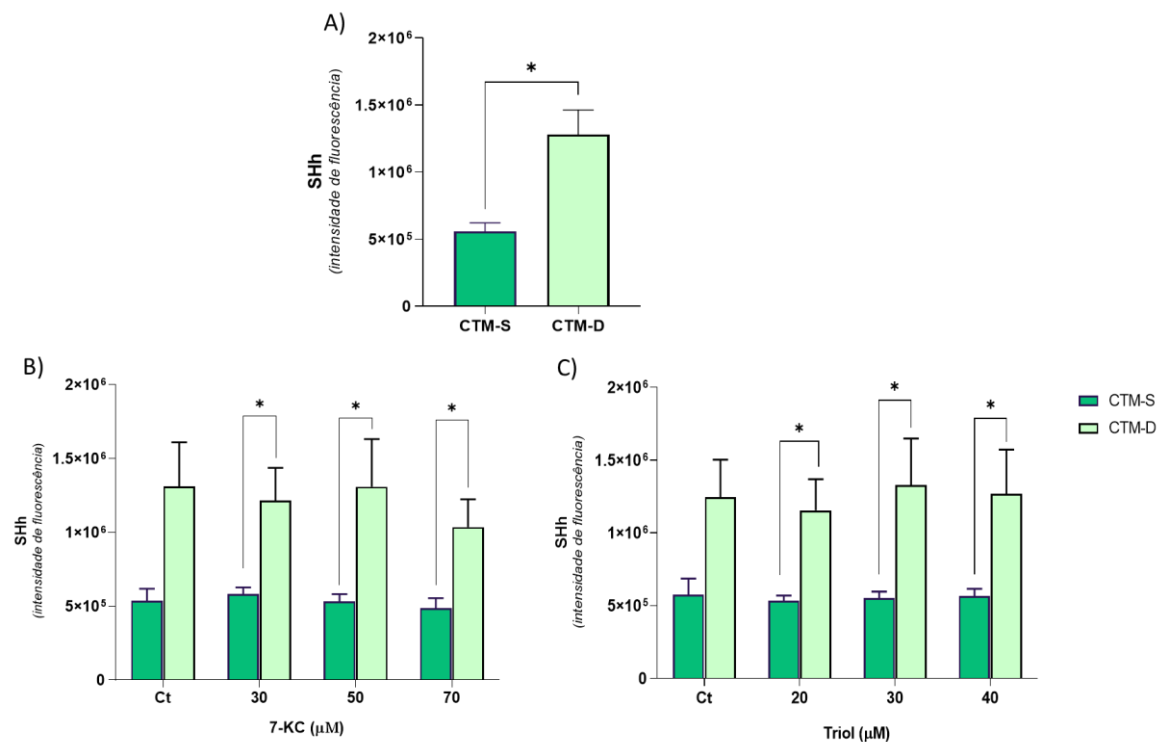 A)
2×10⁶
1.5×10⁶
1×10⁶
5×10⁵
0
SHh
(intensidade de fluorescência)
*
CTM-S CTM-D
B)
2×10⁶
1.5×10⁶
1×10⁶
5×10⁵
0
SHh
(intensidade de fluorescência)
* * *
Ct 30 50 70
7-KC (µM)
C)
2×10⁶
1.5×10⁶
1×10⁶
5×10⁵
0
SHh
(intensidade de fluorescência)
* * *
Ct 20 30 40
Triol (µM)
CTM-S
CTM-D